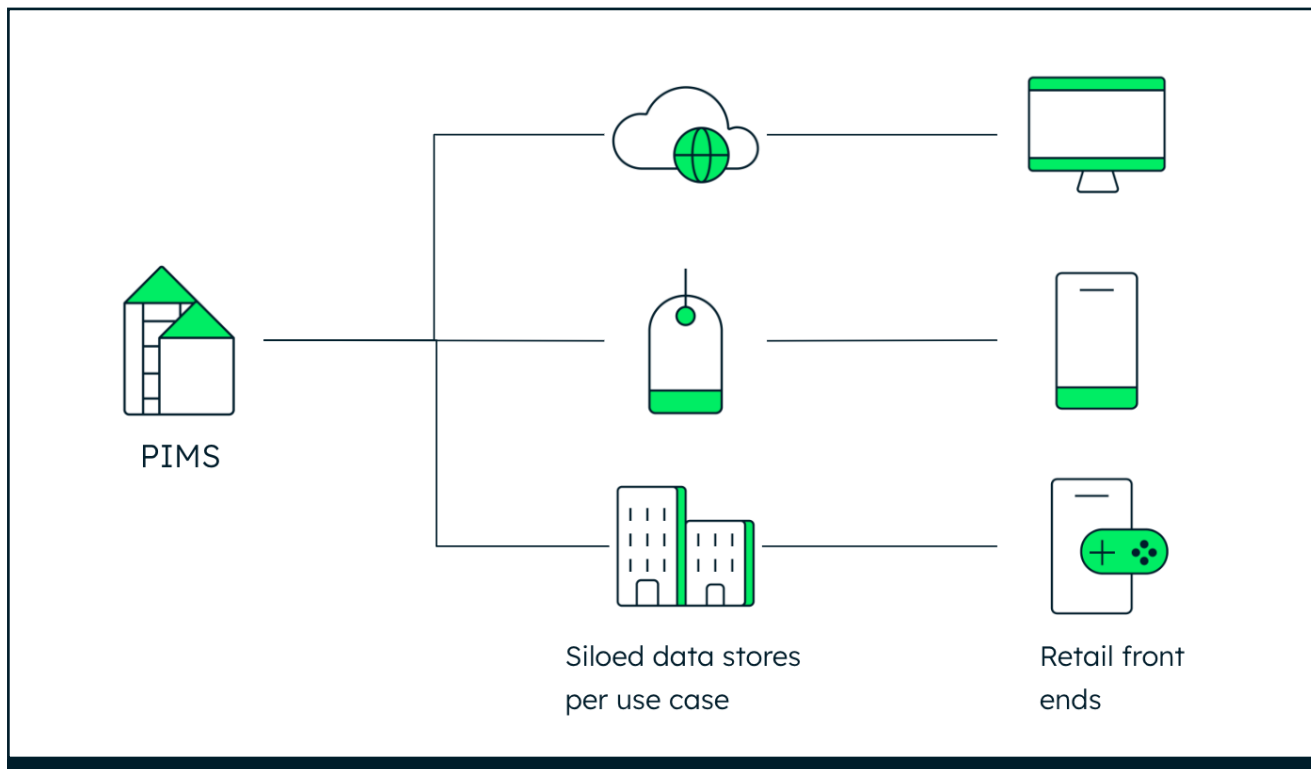 PIMS
Siloed data stores
per use case
Retail front
ends